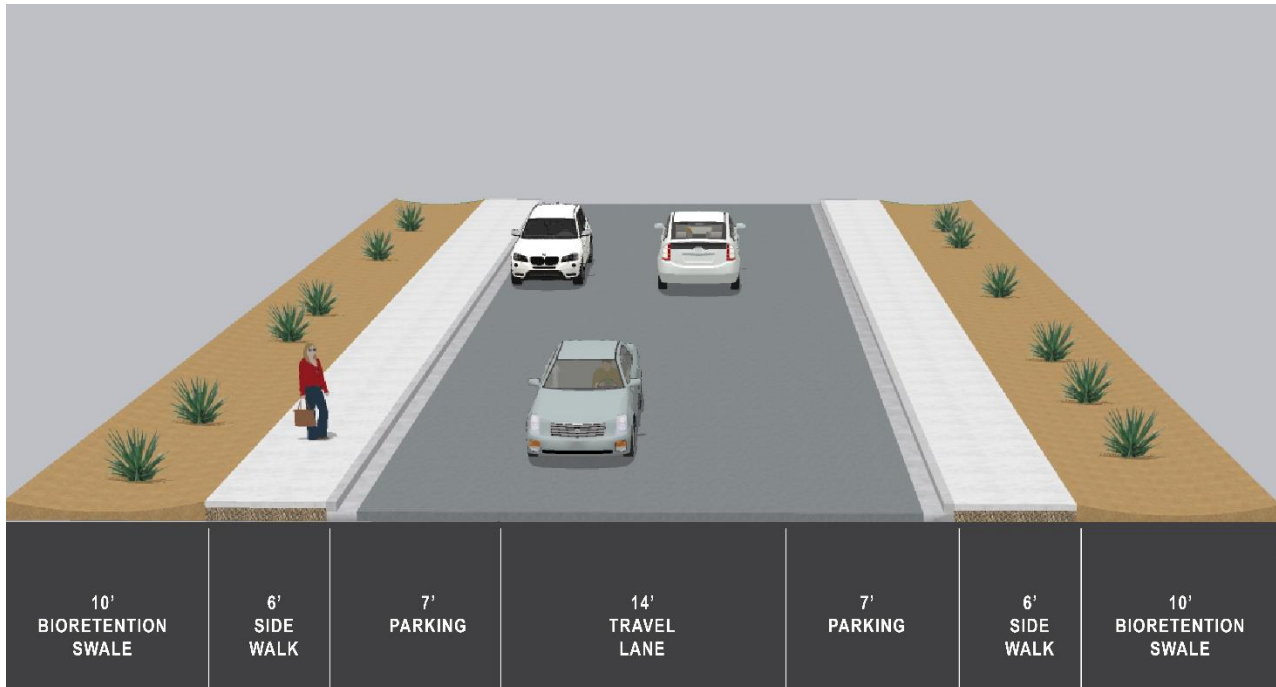 10’
BIORETENTION
SWALE
6’
SIDE
WALK
7’
PARKING
14’
TRAVEL
LANE
7’
PARKING
6’
SIDE
WALK
10’
BIORETENTION
SWALE